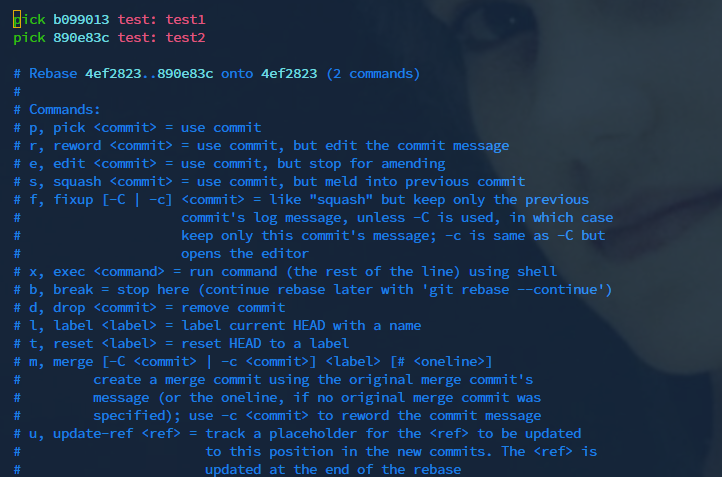 pick b099013 test: test1
pick 890e83c test: test2
# Rebase 4ef2823..890e83c onto 4ef2823 (2 commands)
#
# Commands:
# p, pick <commit> = use commit
# r, reword <commit> = use commit, but edit the commit message
# e, edit <commit> = use commit, but stop for amending
# s, squash <commit> = use commit, but meld into previous commit
# f, fixup [-C | -c] <commit> = like "squash" but keep only the previous
#                    commit's log message, unless -C is used, in which case
#                    keep only this commit's message; -c is same as -C but
#                    opens the editor
# x, exec <command> = run command (the rest of the line) using shell
# b, break = stop here (continue rebase later with 'git rebase --continue')
# d, drop <commit> = remove commit
# l, label <label> = label current HEAD with a name
# t, reset <label> = reset HEAD to a label
# m, merge [-C <commit> | -c <commit>] <label> [# <oneline>]
#         create a merge commit using the original merge commit's
#         message (or the oneline, if no original merge commit was
#         specified); use -c <commit> to reword the commit message
# u, update-ref <ref> = track a placeholder for the <ref> to be updated
#                       to this position in the new commits. The <ref> is
#                       updated at the end of the rebase